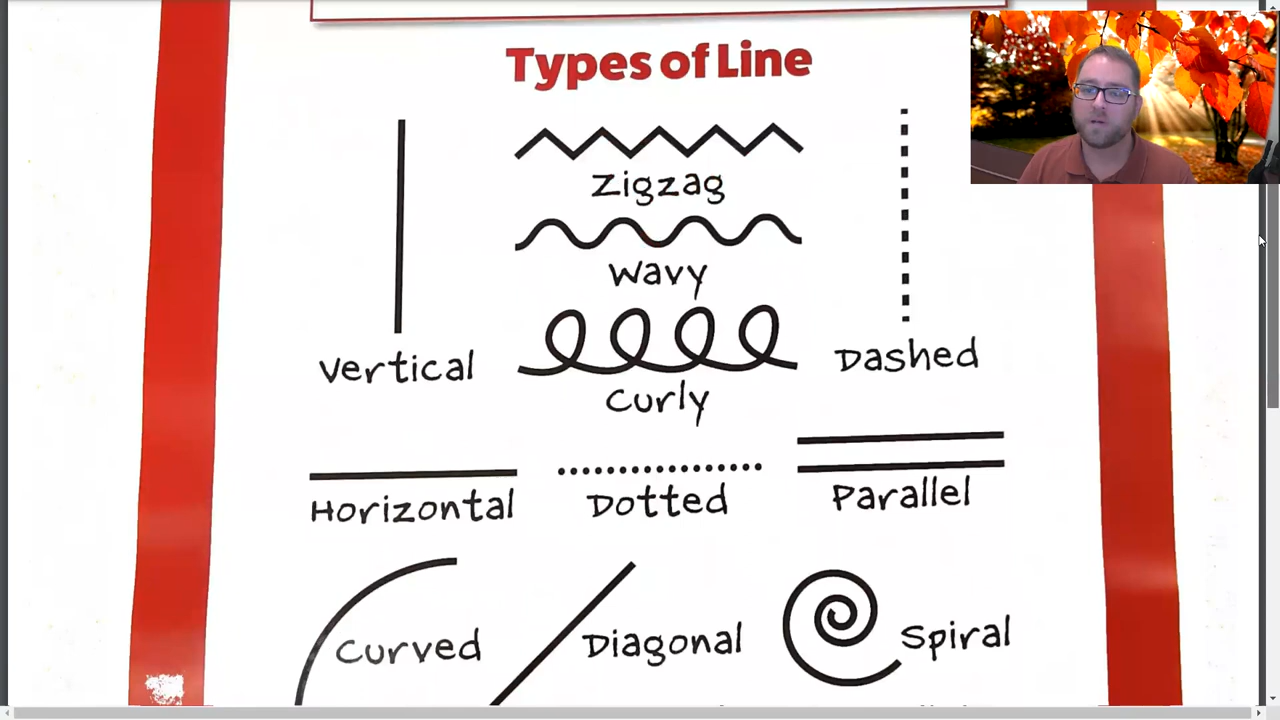 Types of Line
Zigzag
Wavy
Vertical
Curly
Dashed
Horizontal
Dotted
Parallel
Curved
Diagonal
Spiral